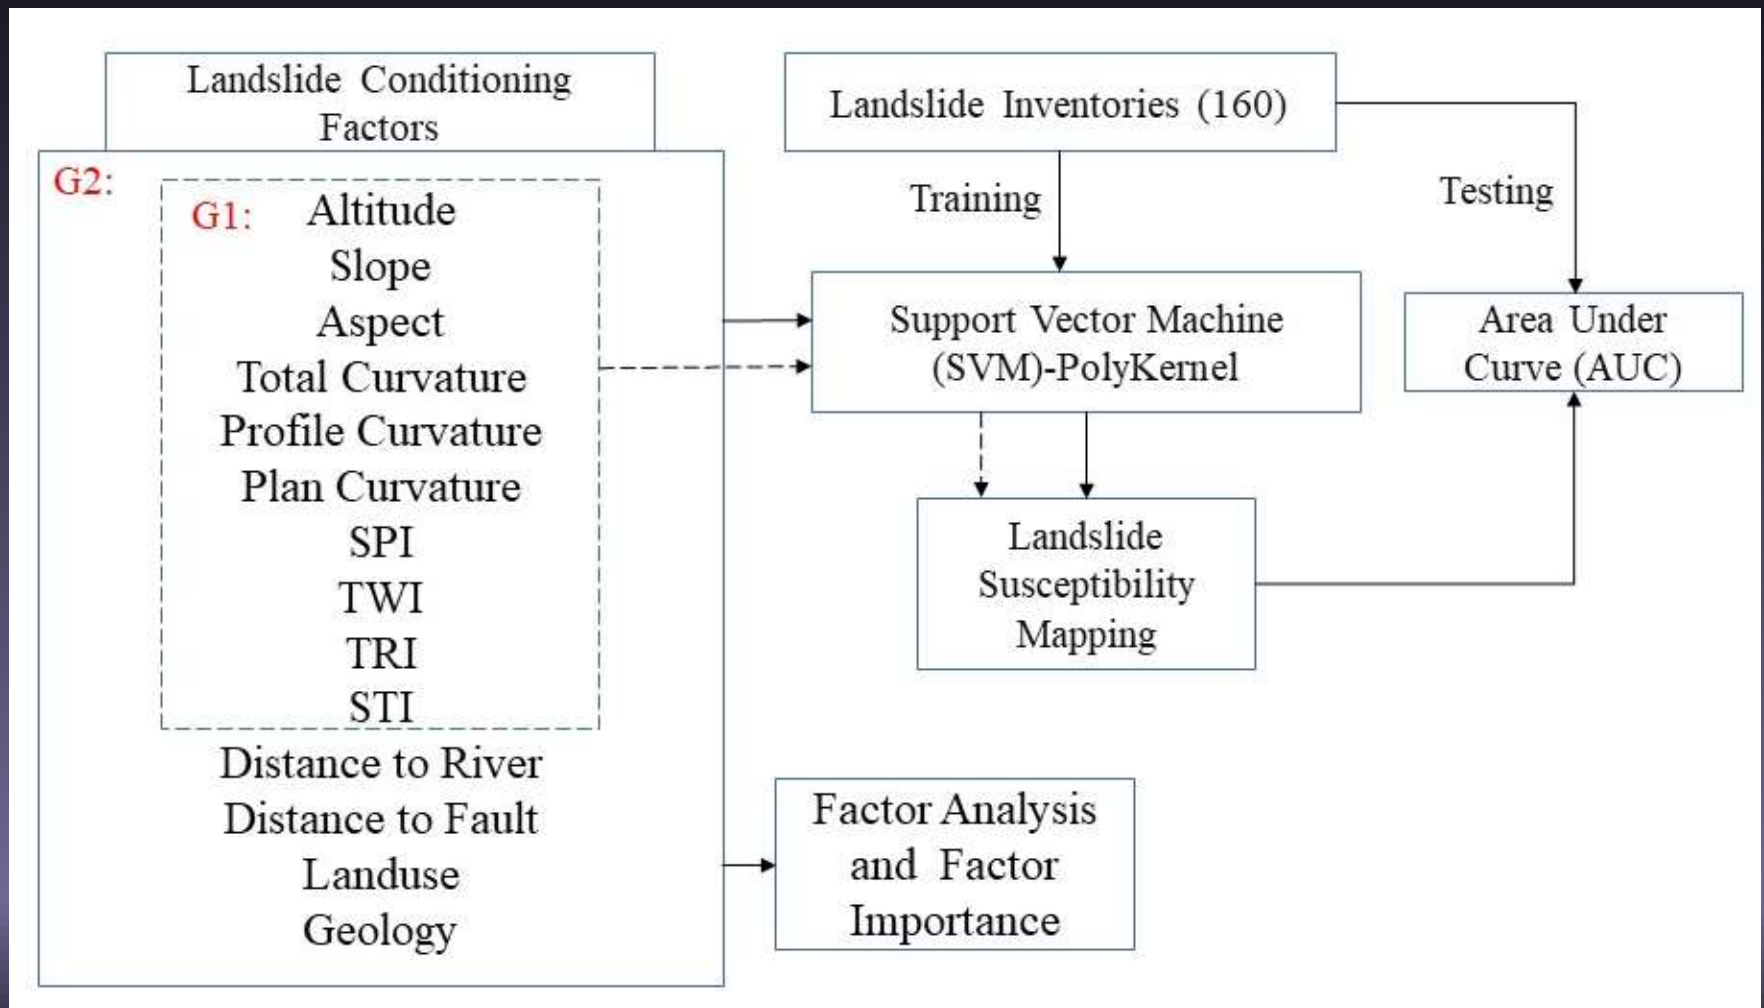 Landslide Conditioning
Factors
G2:
G1:
Altitude
Slope
Aspect
Total Curvature
Profile Curvature
Plan Curvature
SPI
TWI
TRI
STI
Distance to River
Distance to Fault
Landuse
Geology
Landslide Inventories (160)
Training
Testing
Support Vector Machine
(SVM)-PolyKernel
Area Under
Curve (AUC)
Landslide
Susceptibility
Mapping
Factor Analysis
and Factor
Importance